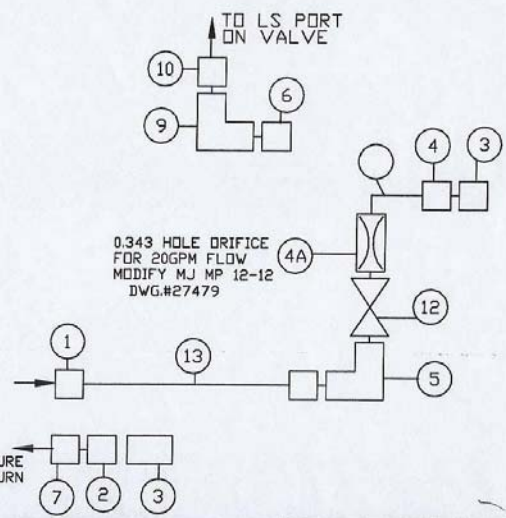 TO LS PORT
ON VALVE
10
6
9
4
3
0.343 HOLE ORIFICE
FOR 20GPM FLOW
MODIFY MJ MP 12-12
DWG.#27479
4A
12
1
13
5
URE
URN
7
2
3